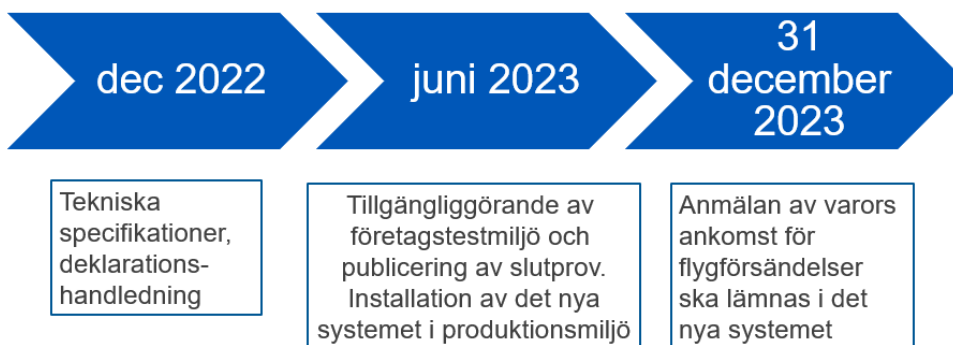 dec 2022
juni 2023
31
december
2023
Tekniska
specifikationer,
deklarations-
handledning
Tillgängliggörande av
företagstestmiljö och
publicering av slutprov.
Installation av det nya
systemet i produktionsmiljö
Anmälan av varors
ankomst för
flygförsändelser
ska lämnas i det
nya systemet